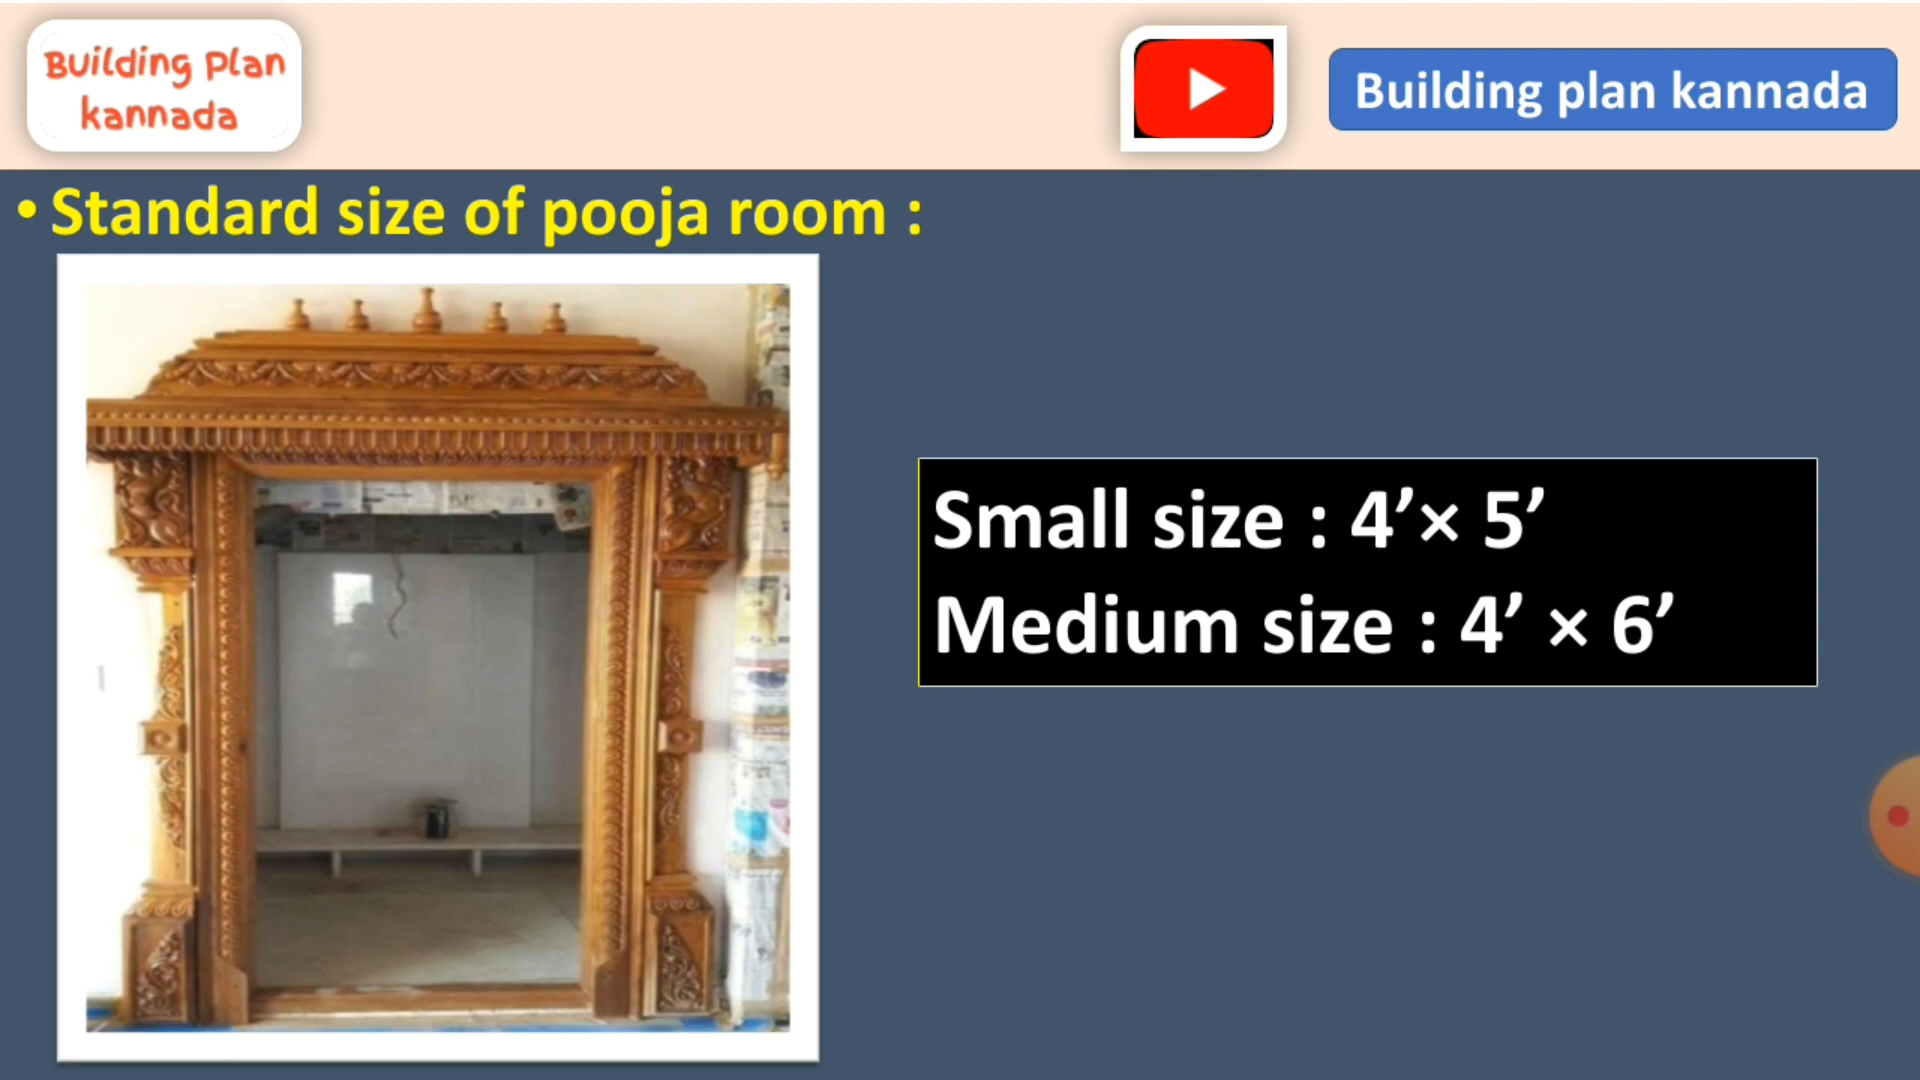 Building Plan
kannada
Building plan kannada
• Standard size of pooja room :
Small size : 4’× 5’
Medium size : 4’ × 6’